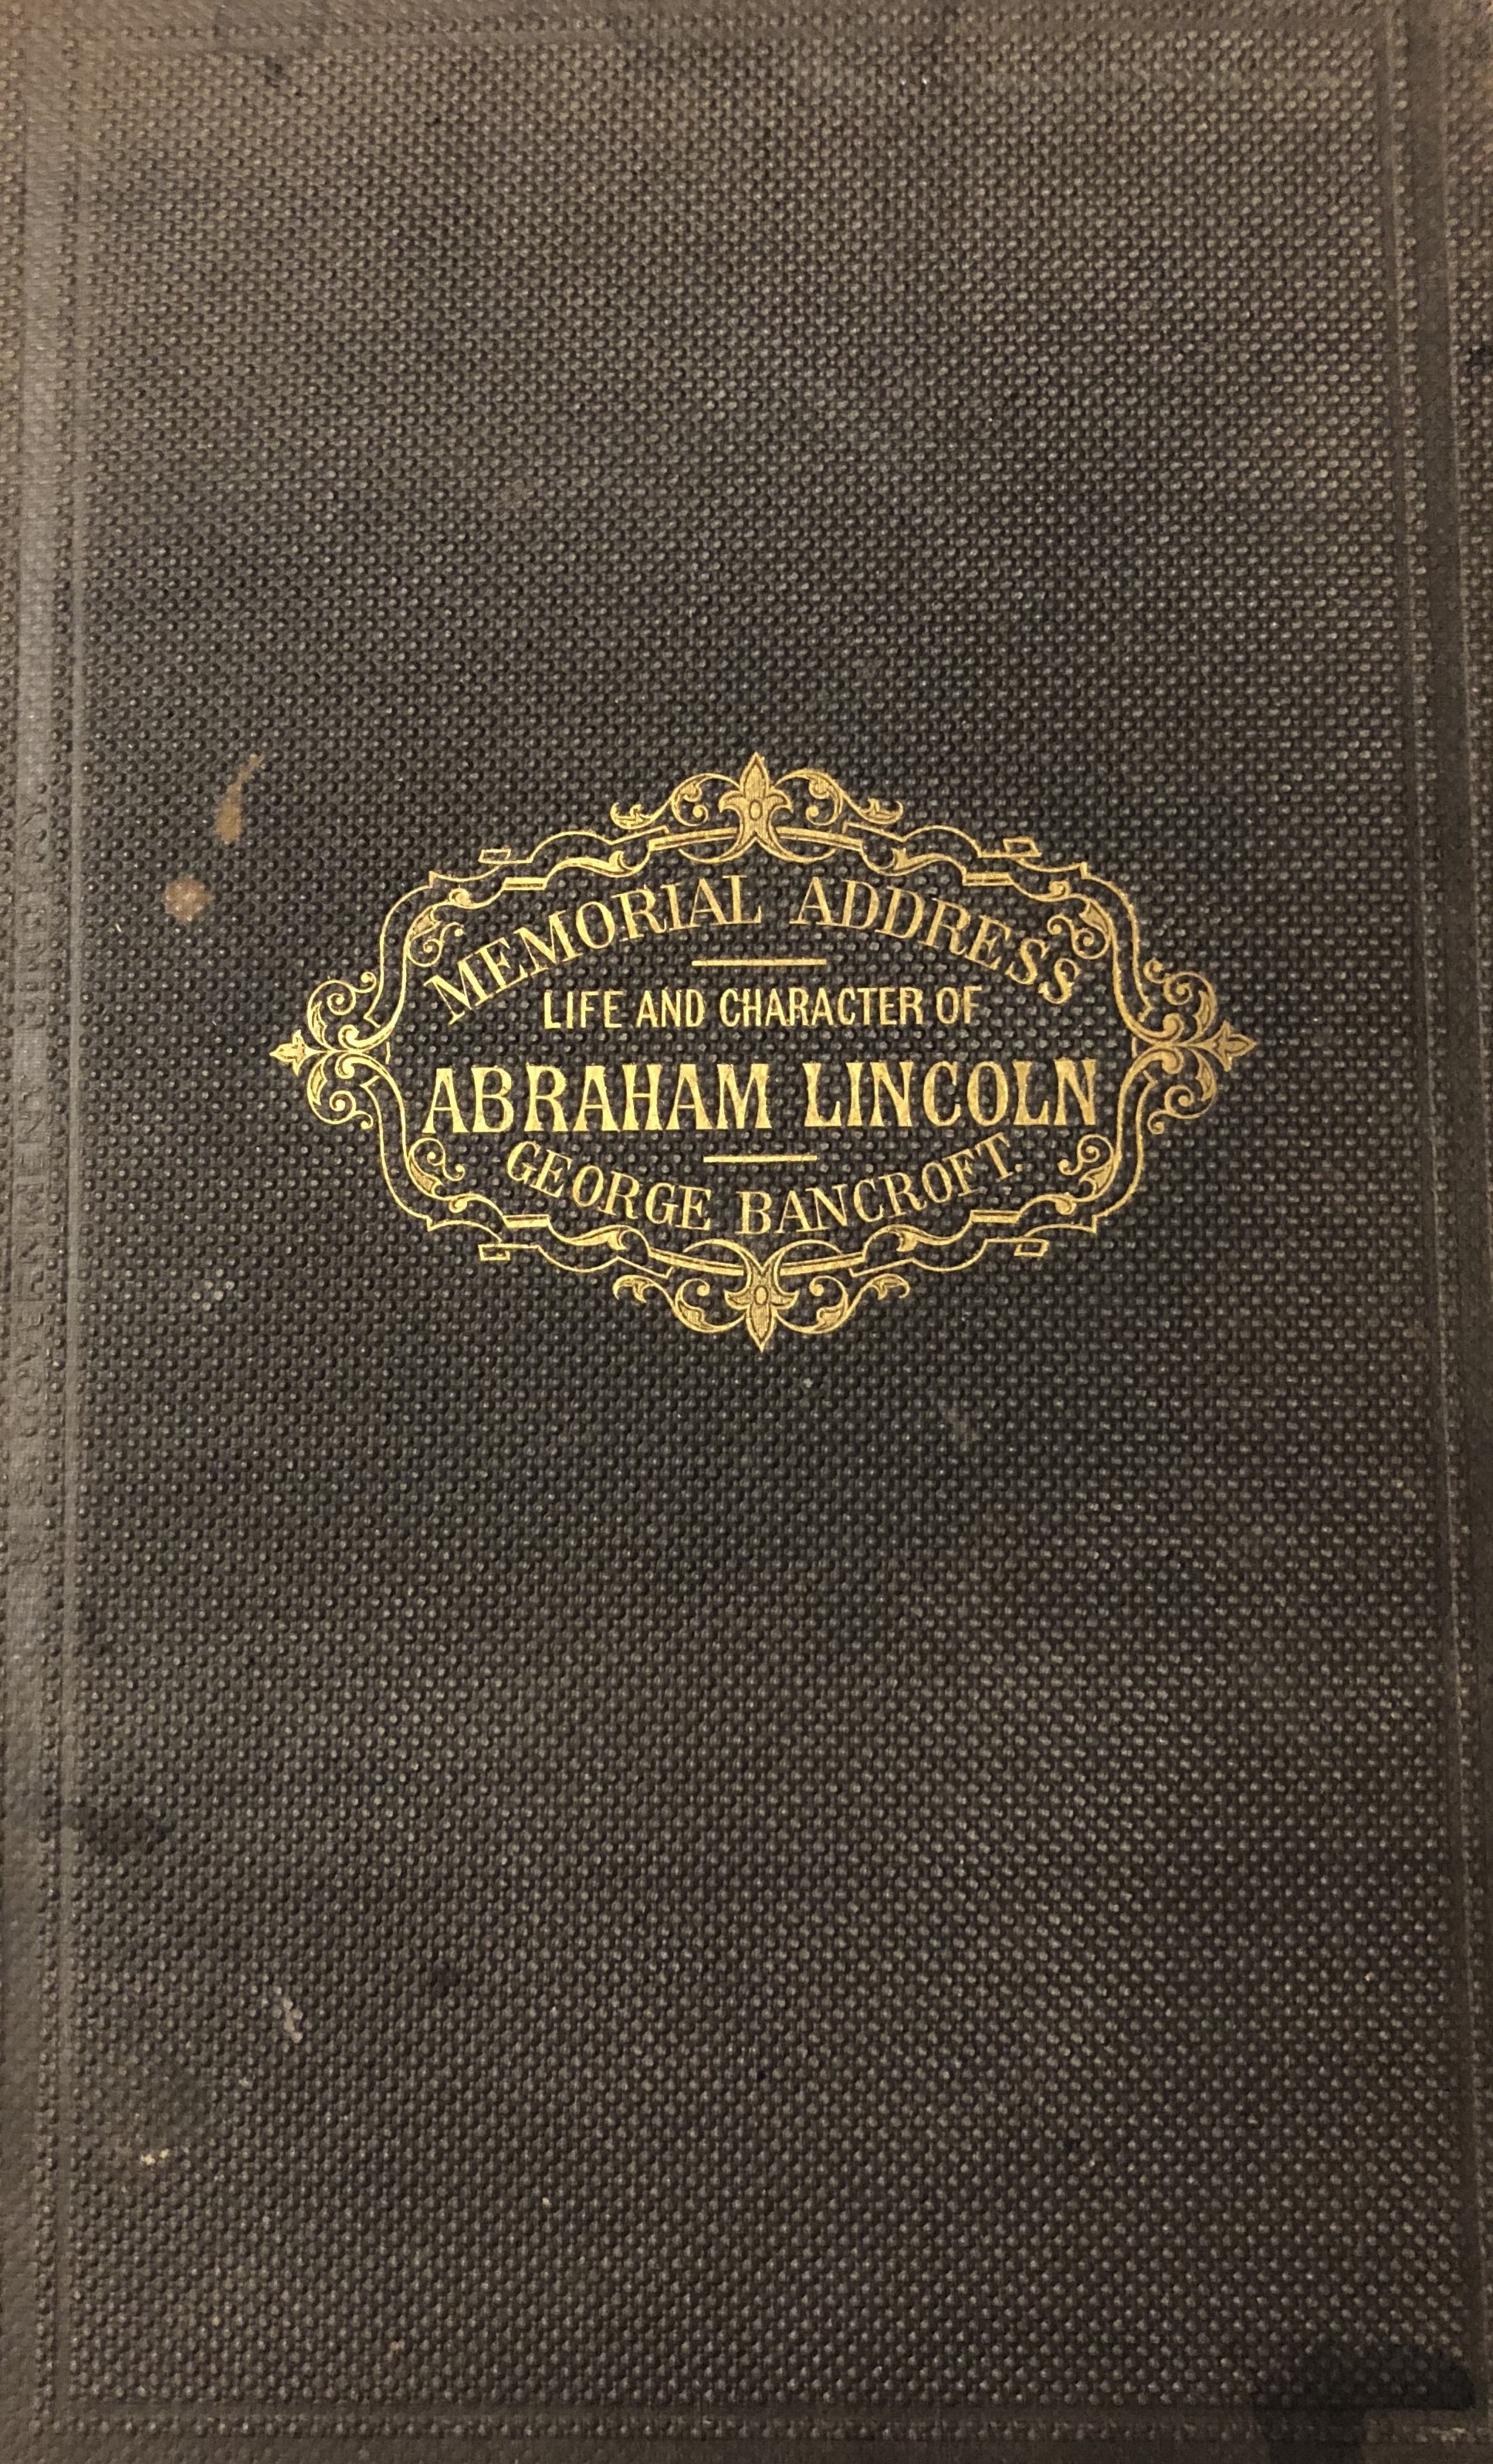 MEMORIAL ADDRESS
LIFE AND CHARACTER OF
ABRAHAM LINCOLN
GEORGE BANCROFT.